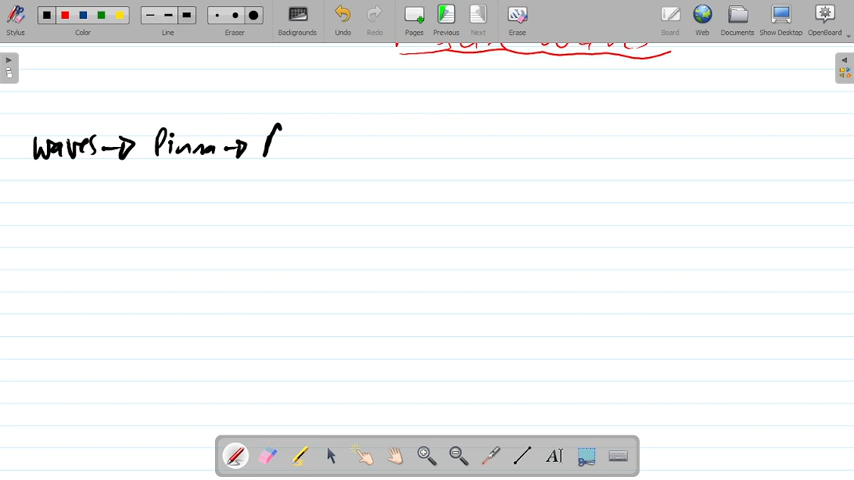 Stylus
Color
Line
Eraser
Backgrounds
Undo
Redo
Pages
Previous
Next
Erase
Board
Web
Documents
Show Desktop
OpenBoard
waves → Pinna →